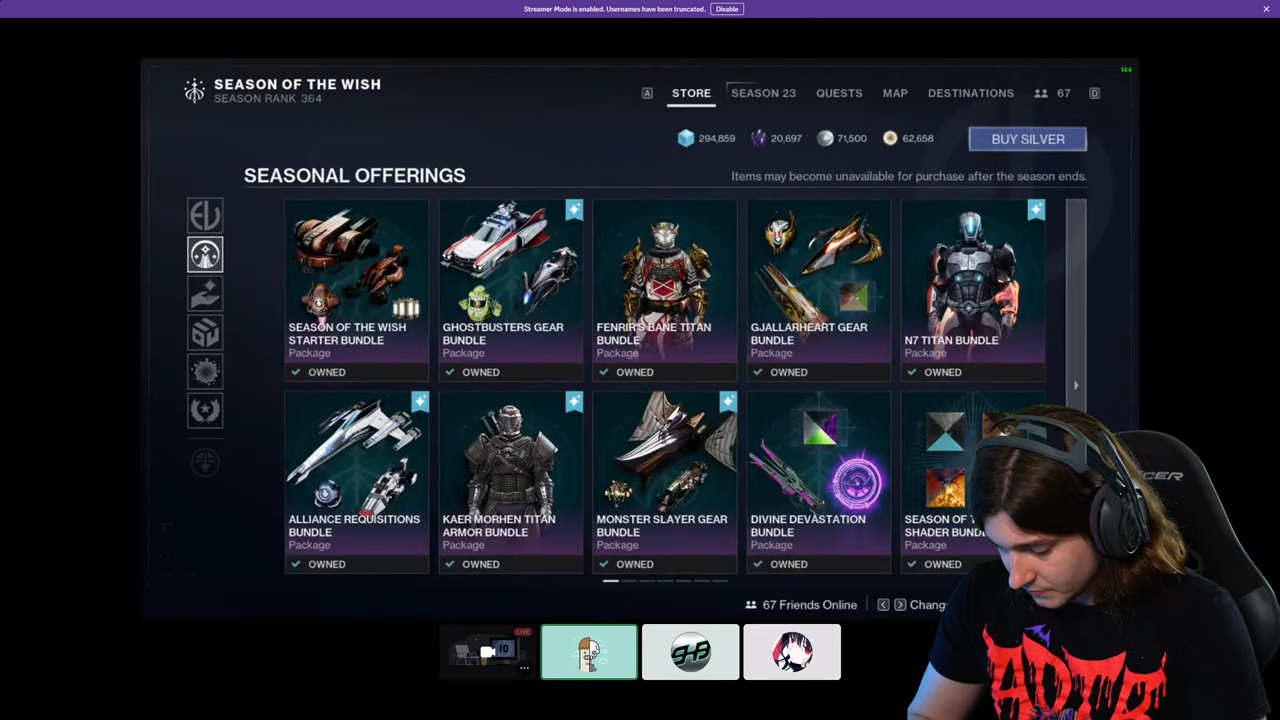 Streamer Mode is enabled. Usernames have been truncated. Disable
144
SEASON OF THE WISH
SEASON RANK 364
A STORE SEASON 23 QUESTS MAP DESTINATIONS 67 D
294,859 20,697 71,500 62,658 BUY SILVER
SEASONAL OFFERINGS
Items may become unavailable for purchase after the season ends.
SEASON OF THE WISH
STARTER BUNDLE
Package
OWNED
GHOSTBUSTERS GEAR
BUNDLE
Package
OWNED
FENRIR'S BANE TITAN
BUNDLE
Package
OWNED
GJALLARHEART GEAR
BUNDLE
Package
OWNED
N7 TITAN BUNDLE
Package
OWNED
ALLIANCE REQUISITIONS
BUNDLE
Package
OWNED
KAER MORHEN TITAN
ARMOR BUNDLE
Package
OWNED
MONSTER SLAYER GEAR
BUNDLE
Package
OWNED
DIVINE DEVASTATION
BUNDLE
Package
OWNED
SEASON OF
SHADER
Package
OWNED
67 Friends Online
LIVE
10
CER
ADTR